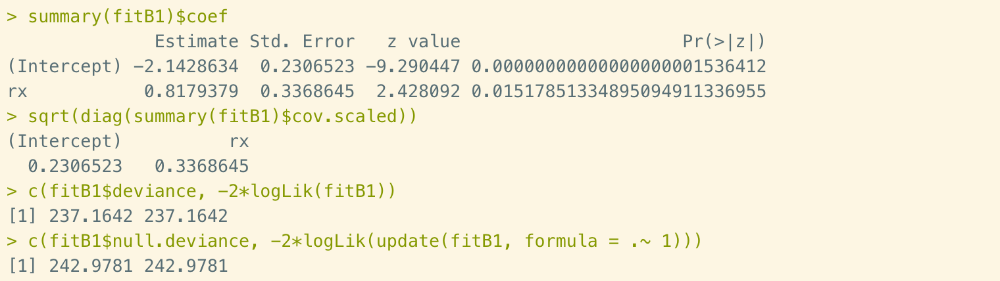 > summary(fitB1)$coef
              Estimate Std. Error   z value                     Pr(>|z|)
(Intercept) -2.1428634  0.2306523 -9.290447 0.00000000000000000001536412
rx           0.8179379  0.3368645  2.428092 0.01517851334895094911336955
> sqrt(diag(summary(fitB1)$cov.scaled))
(Intercept)          rx
  0.2306523   0.3368645
> c(fitB1$deviance, -2*logLik(fitB1))
[1] 237.1642 237.1642
> c(fitB1$null.deviance, -2*logLik(update(fitB1, formula = .~ 1)))
[1] 242.9781 242.9781